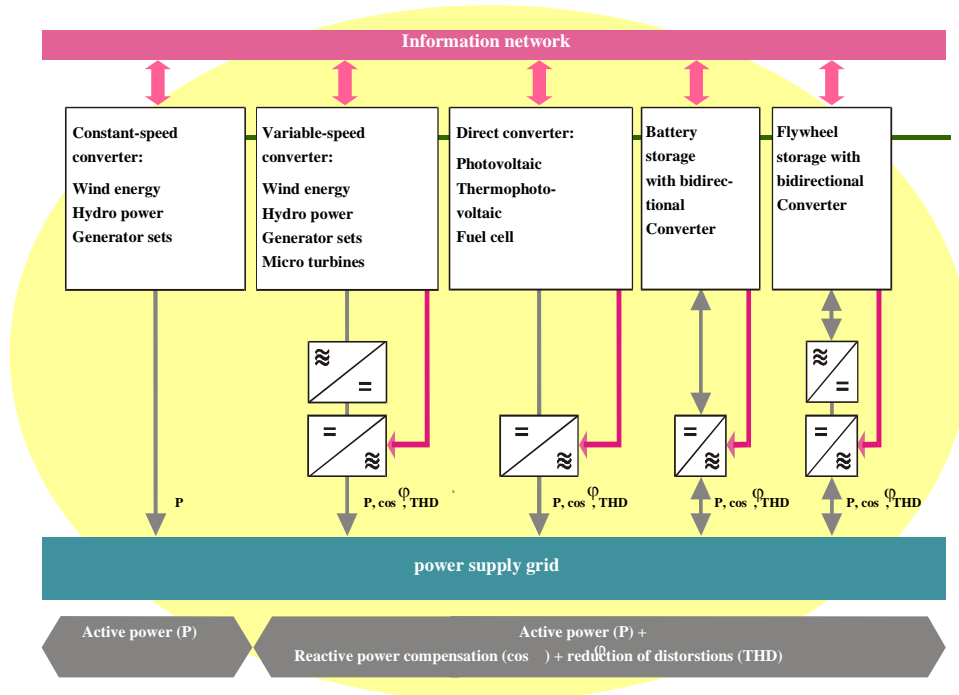 Information network
Constant-speed
converter:
Wind energy
Hydro power
Generator sets
Variable-speed
converter:
Wind energy
Hydro power
Generator sets
Micro turbines
Direct converter:
Photovoltaic
Thermophoto-
voltaic
Fuel cell
Battery
storage
with bidirec-
tional
Converter
Flywheel
storage with
bidirectional
Converter
≋
=
≋
=
=
≋
=
≋
=
≋
=
≋
P
P, cos φ, THD
P, cos φ, THD
P, cos φ, THD
P, cos φ, THD
power supply grid
Active power (P)
Active power (P) +
Reactive power compensation (cos φ) + reduction of distorstions (THD)